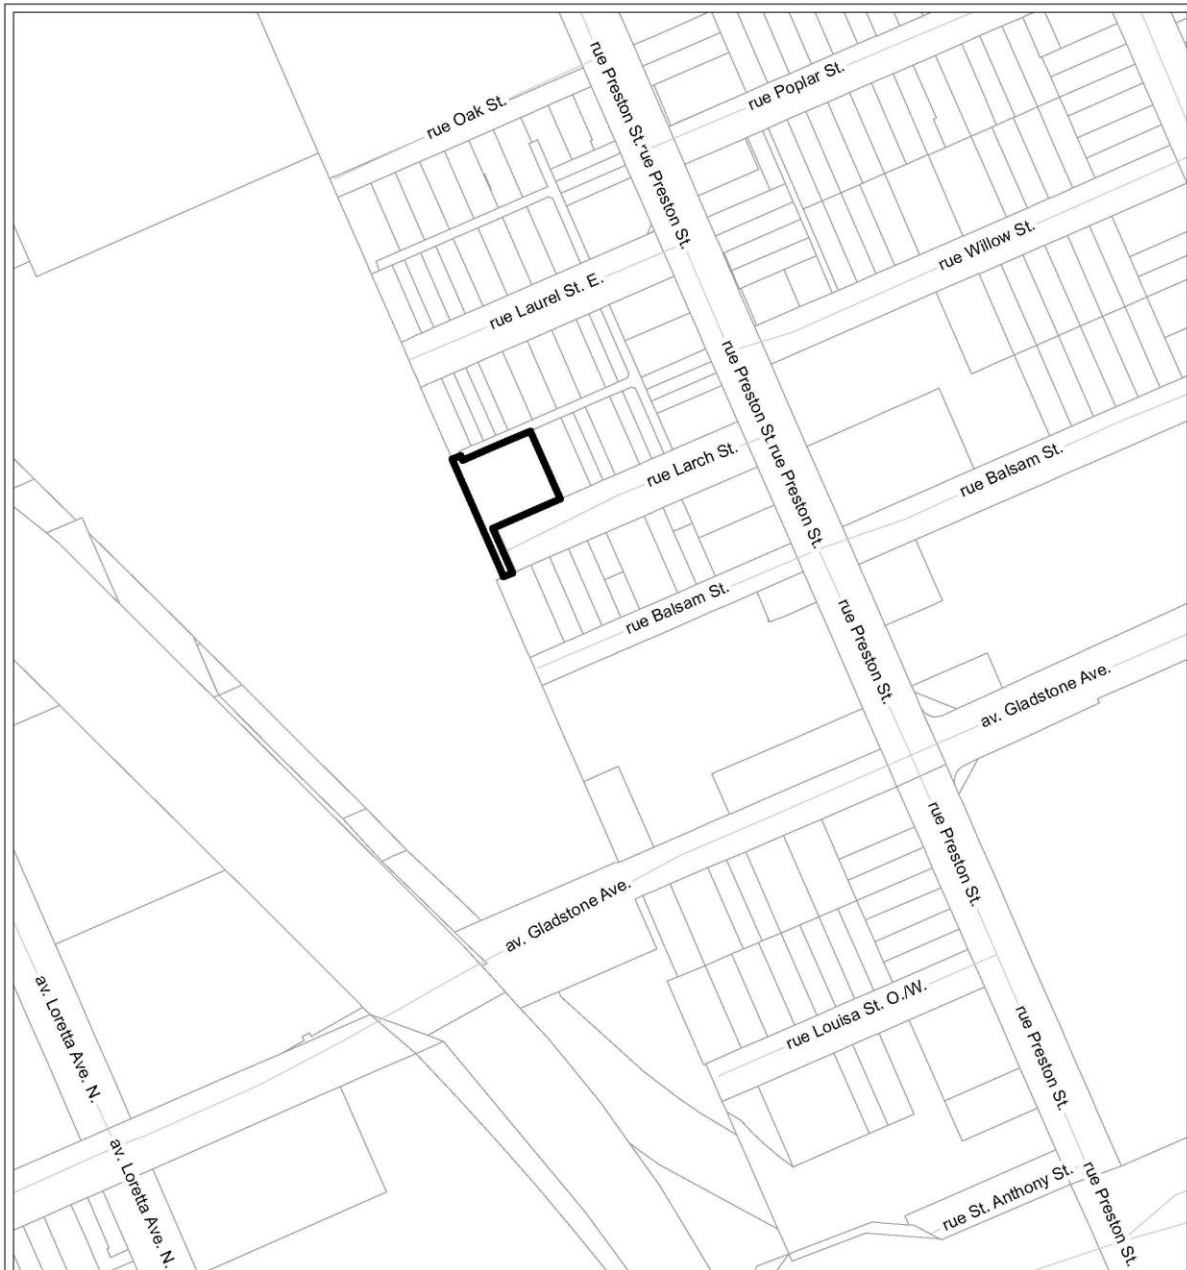 rue Preston St.
rue Oak St.
rue Poplar St.
rue Preston St.
rue Willow St.
rue Laurel St. E.
rue Preston St.
rue Larch St.
rue Preston St.
rue Balsam St.
rue Balsam St.
rue Preston St.
av. Gladstone Ave.
rue Preston St.
av. Gladstone Ave.
av. Loretta Ave. N.
rue Louisa St. O./W.
rue Preston St.
av. Loretta Ave. N.
rue St. Anthony St.
rue Preston St.